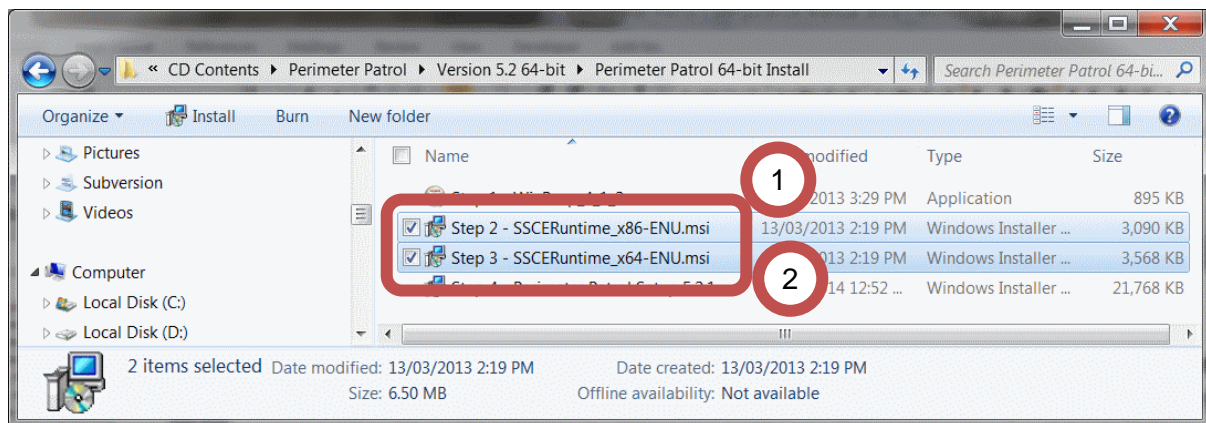 « CD Contents ▸ Perimeter Patrol ▸ Version 5.2 64-bit ▸ Perimeter Patrol 64-bit Install
Search Perimeter Patrol 64-bi...
Organize Install Burn New folder
Pictures
Subversion
Videos
Computer
Local Disk (C:)
Local Disk (D:)
Name modified Type Size
1
2013 3:29 PM Application 895 KB
Step 2 - SSCERuntime_x86-ENU.msi 13/03/2013 2:19 PM Windows Installer ... 3,090 KB
Step 3 - SSCERuntime_x64-ENU.msi 013 2:19 PM Windows Installer ... 3,568 KB
2
14 12:52 ... Windows Installer ... 21,768 KB
2 items selected Date modified: 13/03/2013 2:19 PM Date created: 13/03/2013 2:19 PM
Size: 6.50 MB Offline availability: Not available